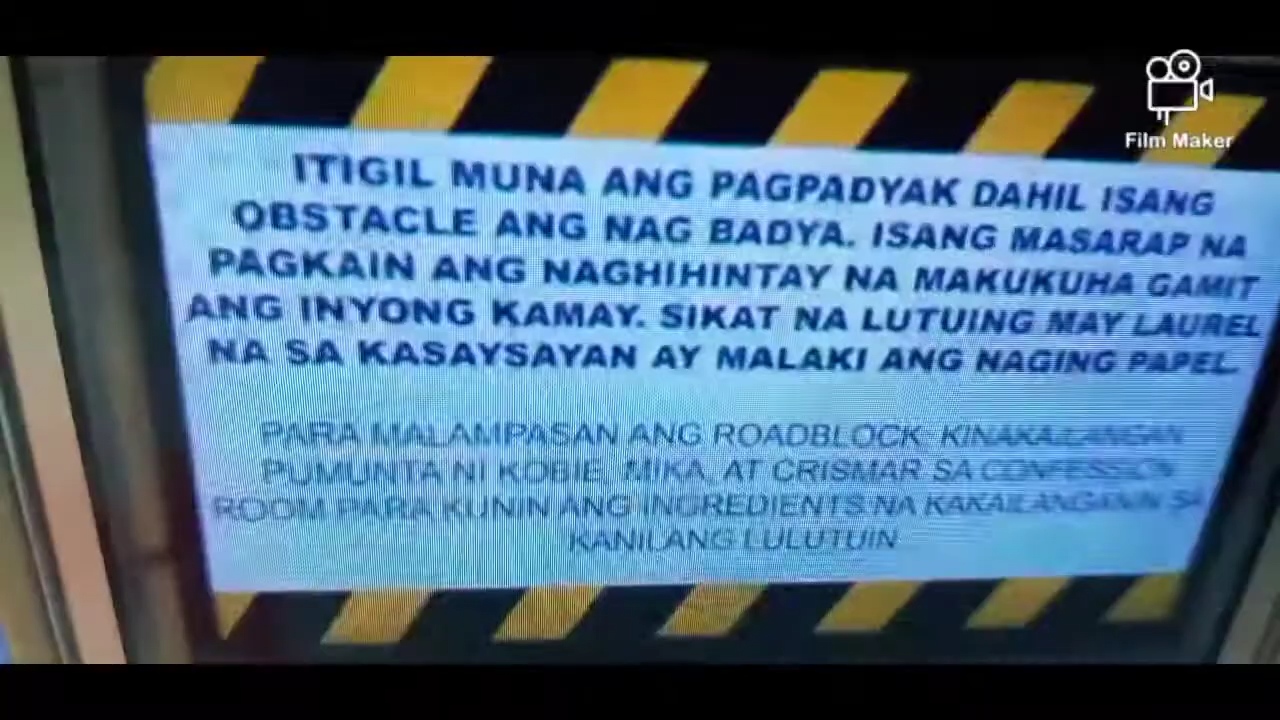 Film Maker
ITIGIL MUNA ANG PAGPADYAK DAHIL ISANG
OBSTACLE ANG NAG BADYA. ISANG MASARAP NA
PAGKAIN ANG NAGHIHINTAY NA MAKUKUHA GAMIT
ANG INYONG KAMAY. SIKAT NA LUTUING MAY LAUREL
NA SA KASAYSAYAN AY MALAKI ANG NAGING PAPEL.
PARA MALAMPASAN ANG ROADBLOCK, KINAKAILANGAN
PUMUNTA NI KOBIE, MIKA, AT CRISMAR SA CONFESSION
ROOM PARA KUNIN ANG INGREDIENTS NA KAKAILANGANIN SA
KANILANG LULUTUIN